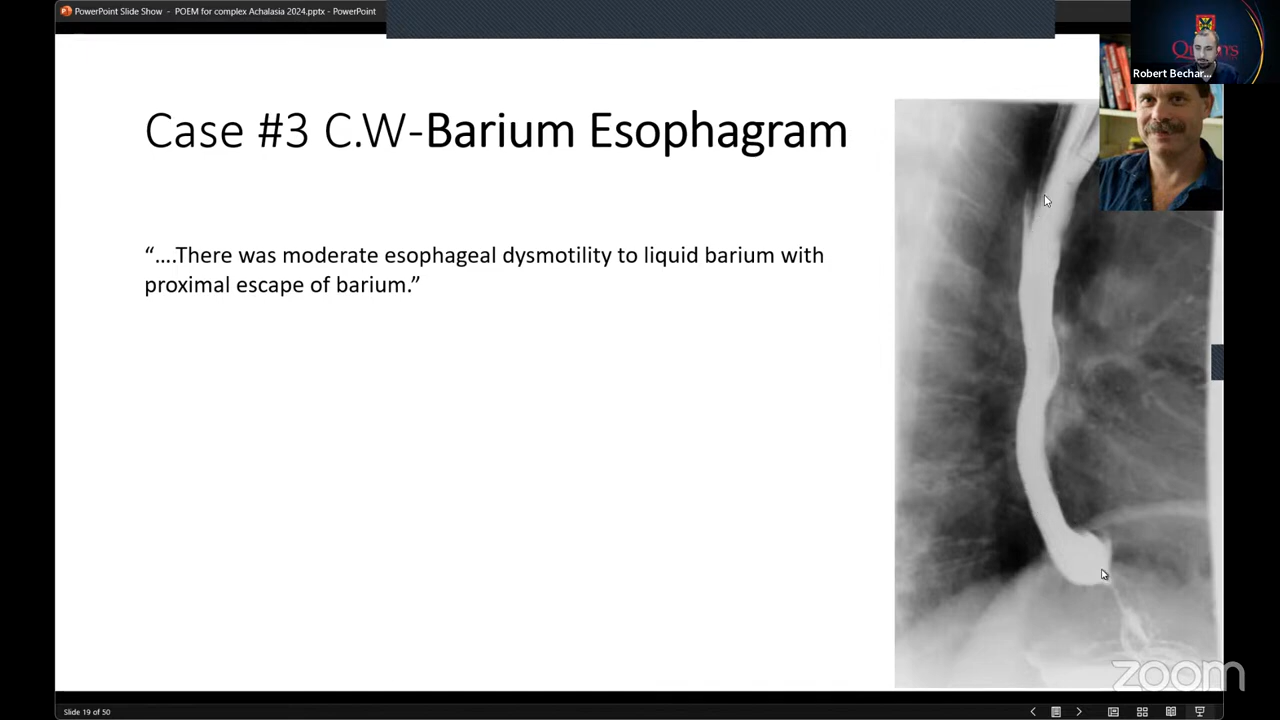 PowerPoint Slide Show - POEM for complex Achalasia 2024.pptx - PowerPoint
Robert Bechar...
Case #3 C.W-Barium Esophagram
“....There was moderate esophageal dysmotility to liquid barium with
proximal escape of barium.”
zoom
Slide 19 of 50